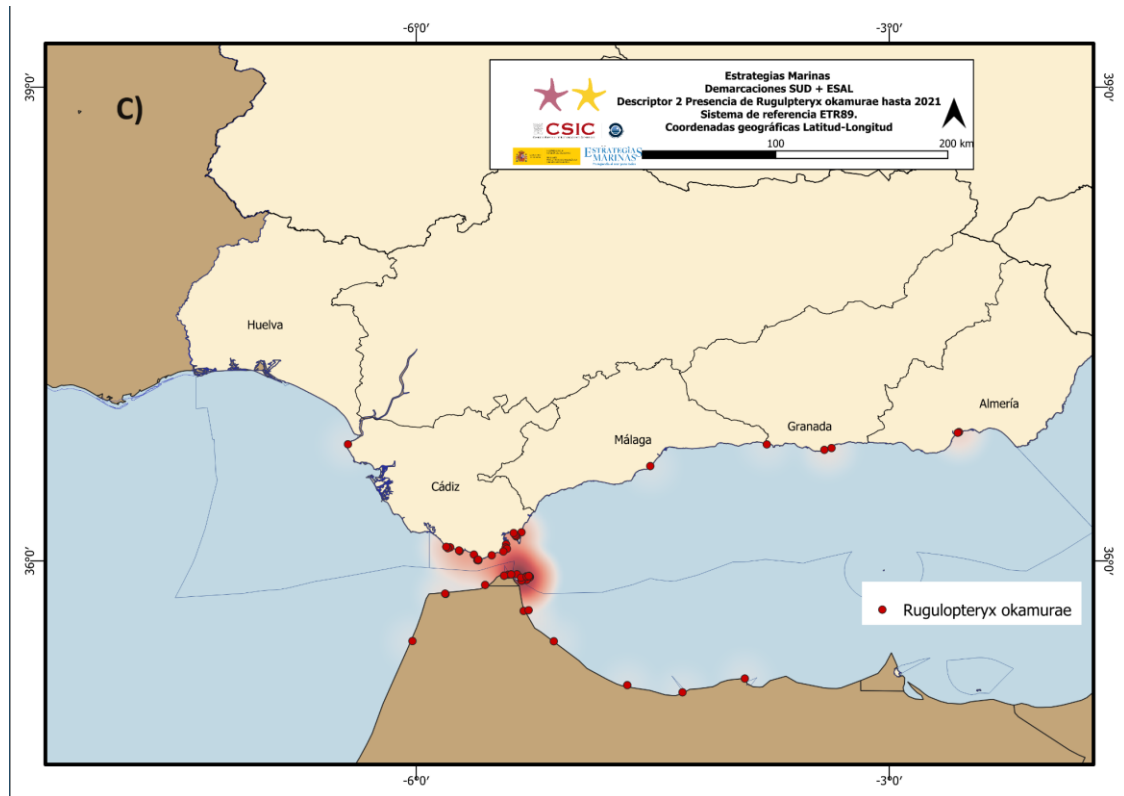 -6°0'
-3°0'
39°0'
39°0'
C)
Estrategias Marinas
Demarcaciones SUD + ESAL
Descriptor 2 Presencia de Rugulpteryx okamurae hasta 2021
Sistema de referencia ETR89.
Coordenadas geográficas Latitud-Longitud
CSIC
ESTRATEGIAS
MARINAS
100
200 km
Huelva
Almería
Granada
Málaga
Cádiz
36°0'
36°0'
Rugulopteryx okamurae
-6°0'
-3°0'